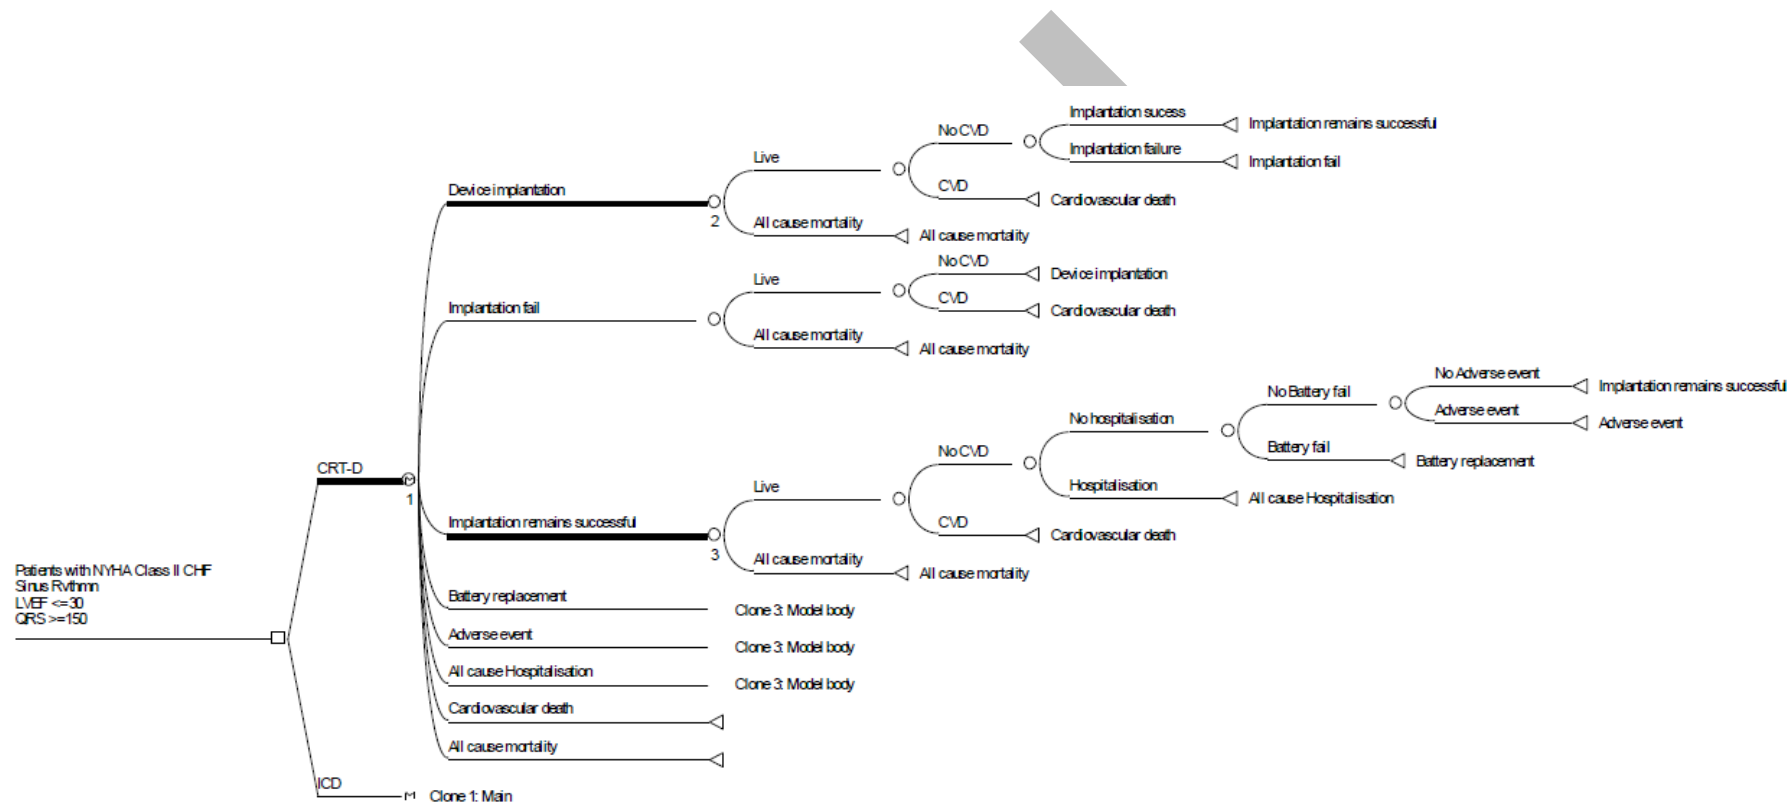 Implantation sucess
Implantation remains successful
No CVD
Implantation failure
Implantation fail
Live
CVD
Cardiovascular death
Device implantation
2
All cause mortality
All cause mortality
No CVD
Device implantation
Live
CVD
Cardiovascular death
Implantation fail
All cause mortality
All cause mortality
No Adverse event
Implantation remains successful
No Battery fail
Adverse event
Adverse event
No hospitalisation
Battery fail
Battery replacement
No CVD
Hospitalisation
All cause Hospitalisation
CRT-D
M
1
Live
CVD
Cardiovascular death
Implantation remains successful
3
All cause mortality
All cause mortality
Patients with NYHA Class II CHF
Sinus Rythmn
LVEF <=30
QRS >=150
Battery replacement
Clone 3: Model body
Adverse event
Clone 3: Model body
All cause Hospitalisation
Clone 3: Model body
Cardiovascular death
All cause mortality
ICD
M
Clone 1: Main